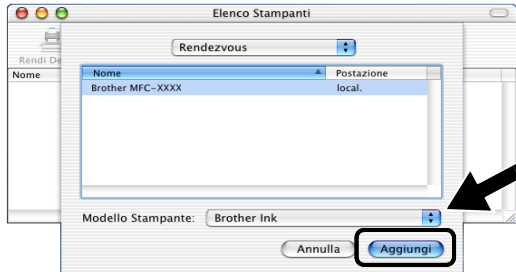 Elenco Stampanti
Rendezvous
Rendi De
Nome
Nome Postazione
Brother MFC-XXXX local.
Modello Stampante: Brother Ink
Annulla Aggiungi